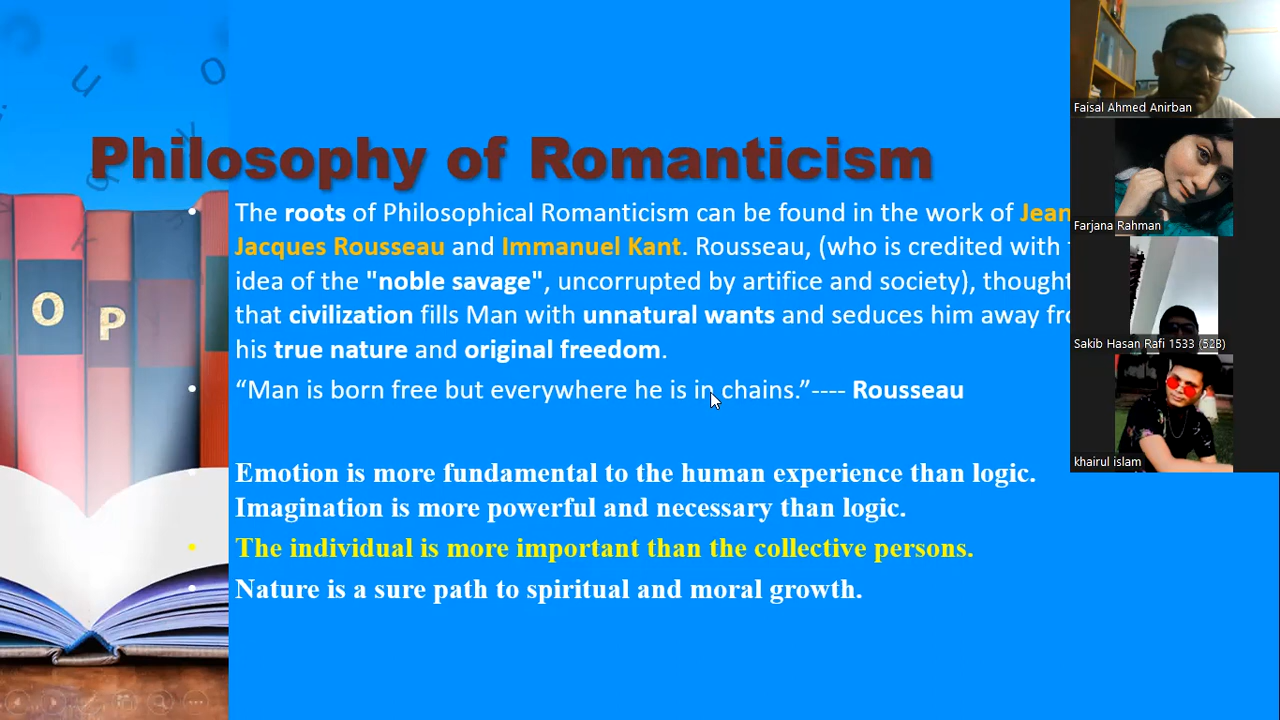 Philosophy of Romanticism
The roots of Philosophical Romanticism can be found in the work of Jean
Jacques Rousseau and Immanuel Kant. Rousseau, (who is credited with
idea of the "noble savage", uncorrupted by artifice and society), thought
that civilization fills Man with unnatural wants and seduces him away
his true nature and original freedom.
“Man is born free but everywhere he is in chains.”---- Rousseau
Emotion is more fundamental to the human experience than logic.
Imagination is more powerful and necessary than logic.
The individual is more important than the collective persons.
Nature is a sure path to spiritual and moral growth.
O
P
Faisal Ahmed Anirban
Farjana Rahman
Sakib Hasan Rafi 1533 (52B)
khairul islam